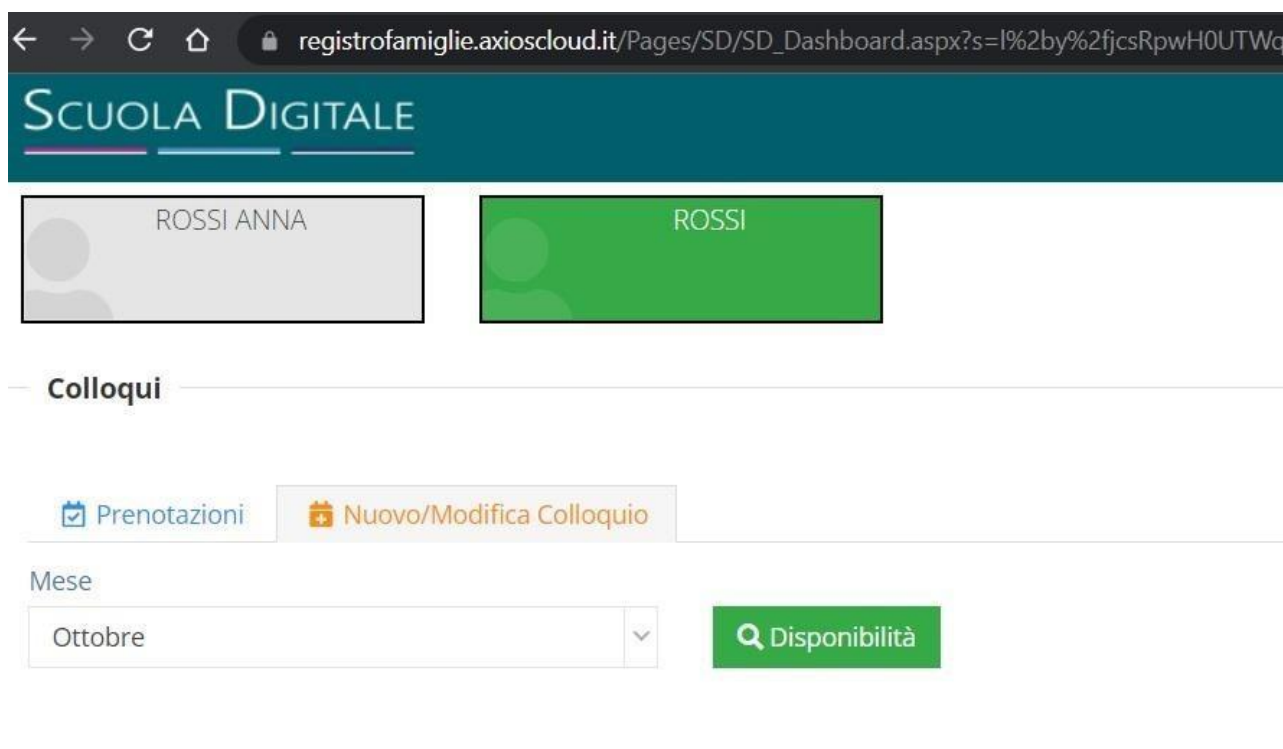 registrofamiglie.axioscloud.it/Pages/SD/SD_Dashboard.aspx?s=l%2by%2fjcsRpwH0UTWq
SCUOLA DIGITALE
ROSSI ANNA
ROSSI
Colloqui
Prenotazioni
Nuovo/Modifica Colloquio
Mese
Ottobre
Disponibilità